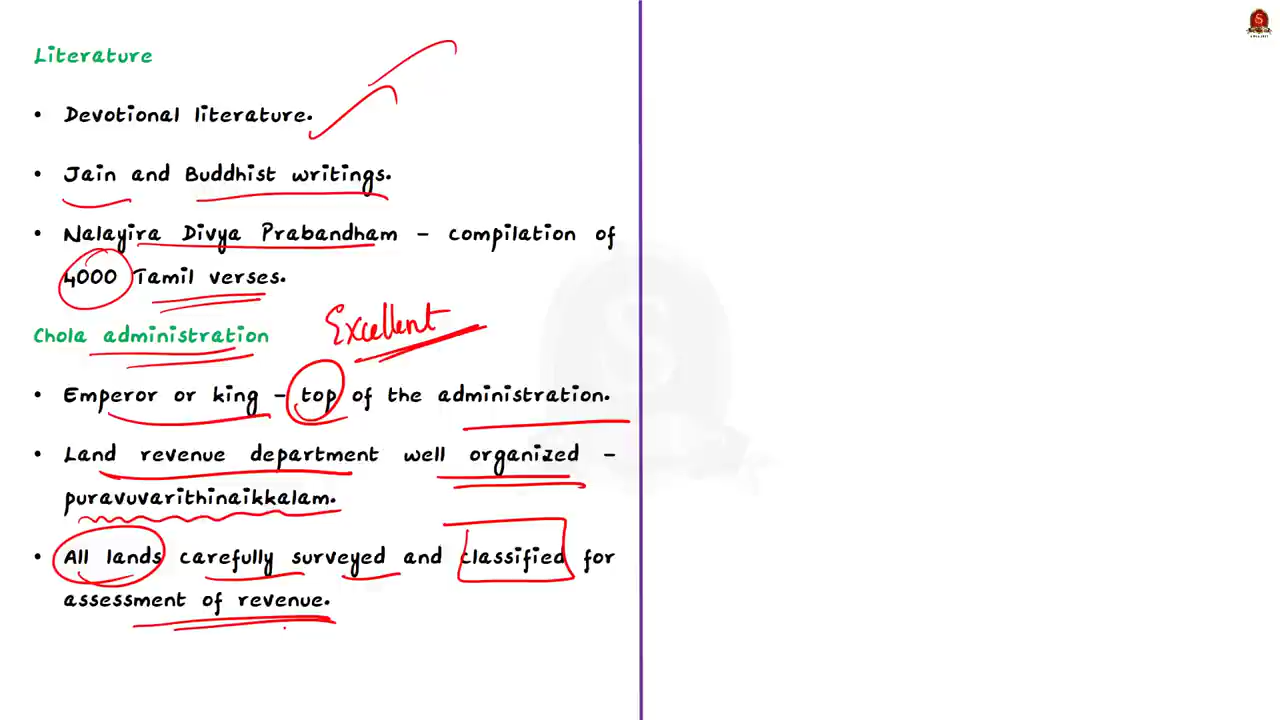 Literature
• Devotional literature.
• Jain and Buddhist writings.
• Nalayira Divya Prabandham – compilation of
4000 Tamil verses.
Excellent
Chola administration
• Emperor or king – top of the administration.
• Land revenue department well organized –
puravuvarithinaikkalam.
• All lands carefully surveyed and classified for
assessment of revenue.